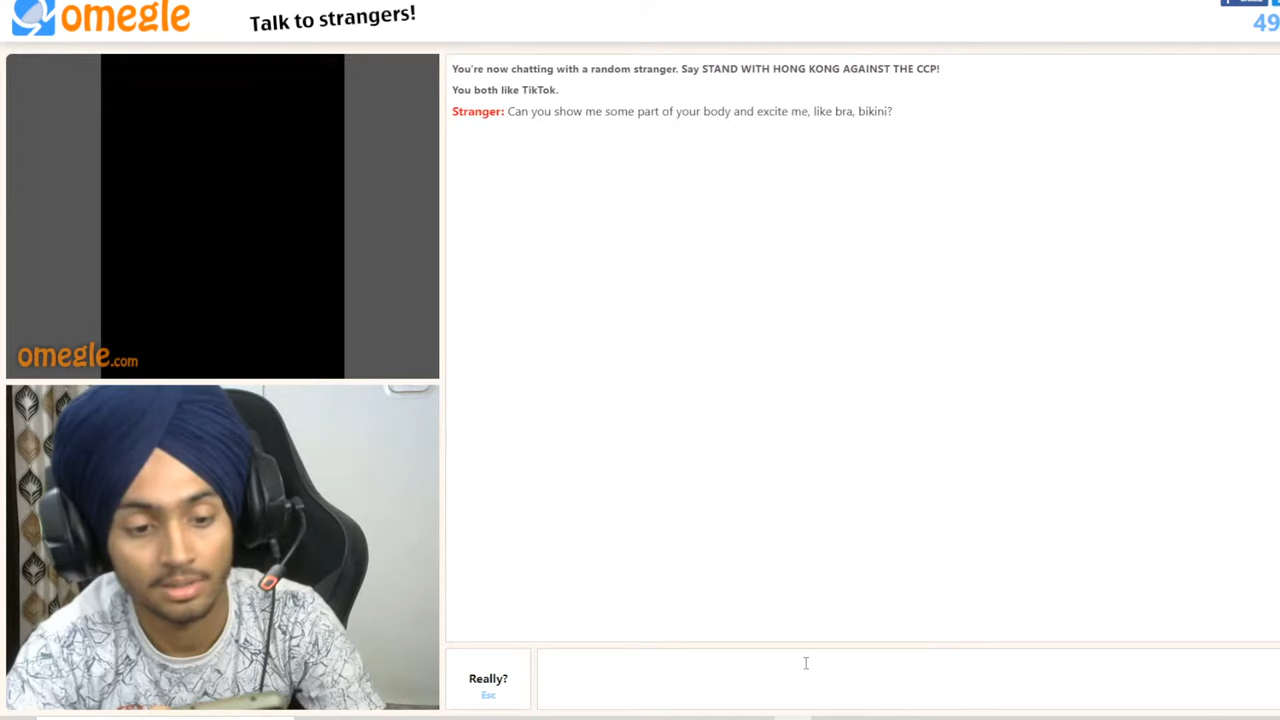 omegle
Talk to strangers!
49
You're now chatting with a random stranger. Say STAND WITH HONG KONG AGAINST THE CCP!
You both like TikTok.
Stranger: Can you show me some part of your body and excite me, like bra, bikini?
omegle.com
Really?
Esc